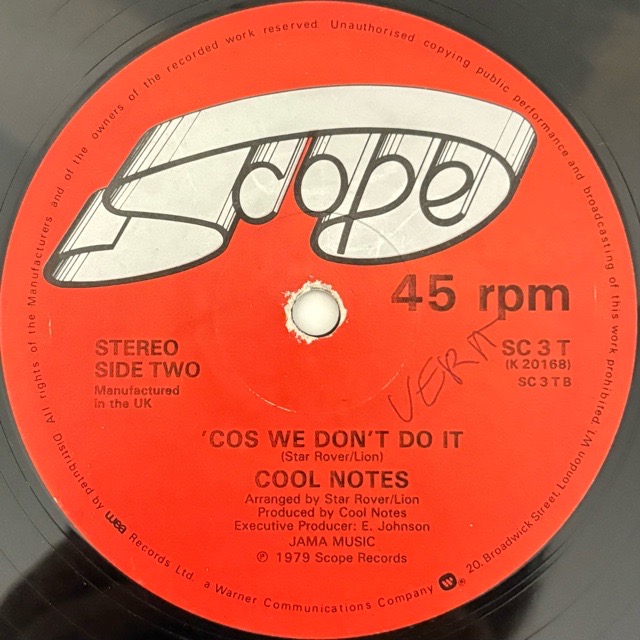 All rights of the Manufacturers and of the owners of the recorded work reserved. Unauthorised copying public performance and broadcasting of this work prohibited.
Scope
45 rpm
STEREO
SIDE TWO
Manufactured
in the UK
SC 3 T
(K 20168)
SC 3 T B
VERA
'COS WE DON'T DO IT
(Star Rover/Lion)
COOL NOTES
Arranged by Star Rover/Lion
Produced by Cool Notes
Executive Producer: E. Johnson
JAMA MUSIC
℗ 1979 Scope Records
Distributed by wea Records Ltd. a Warner Communications Company 20, Broadwick Street, London W1